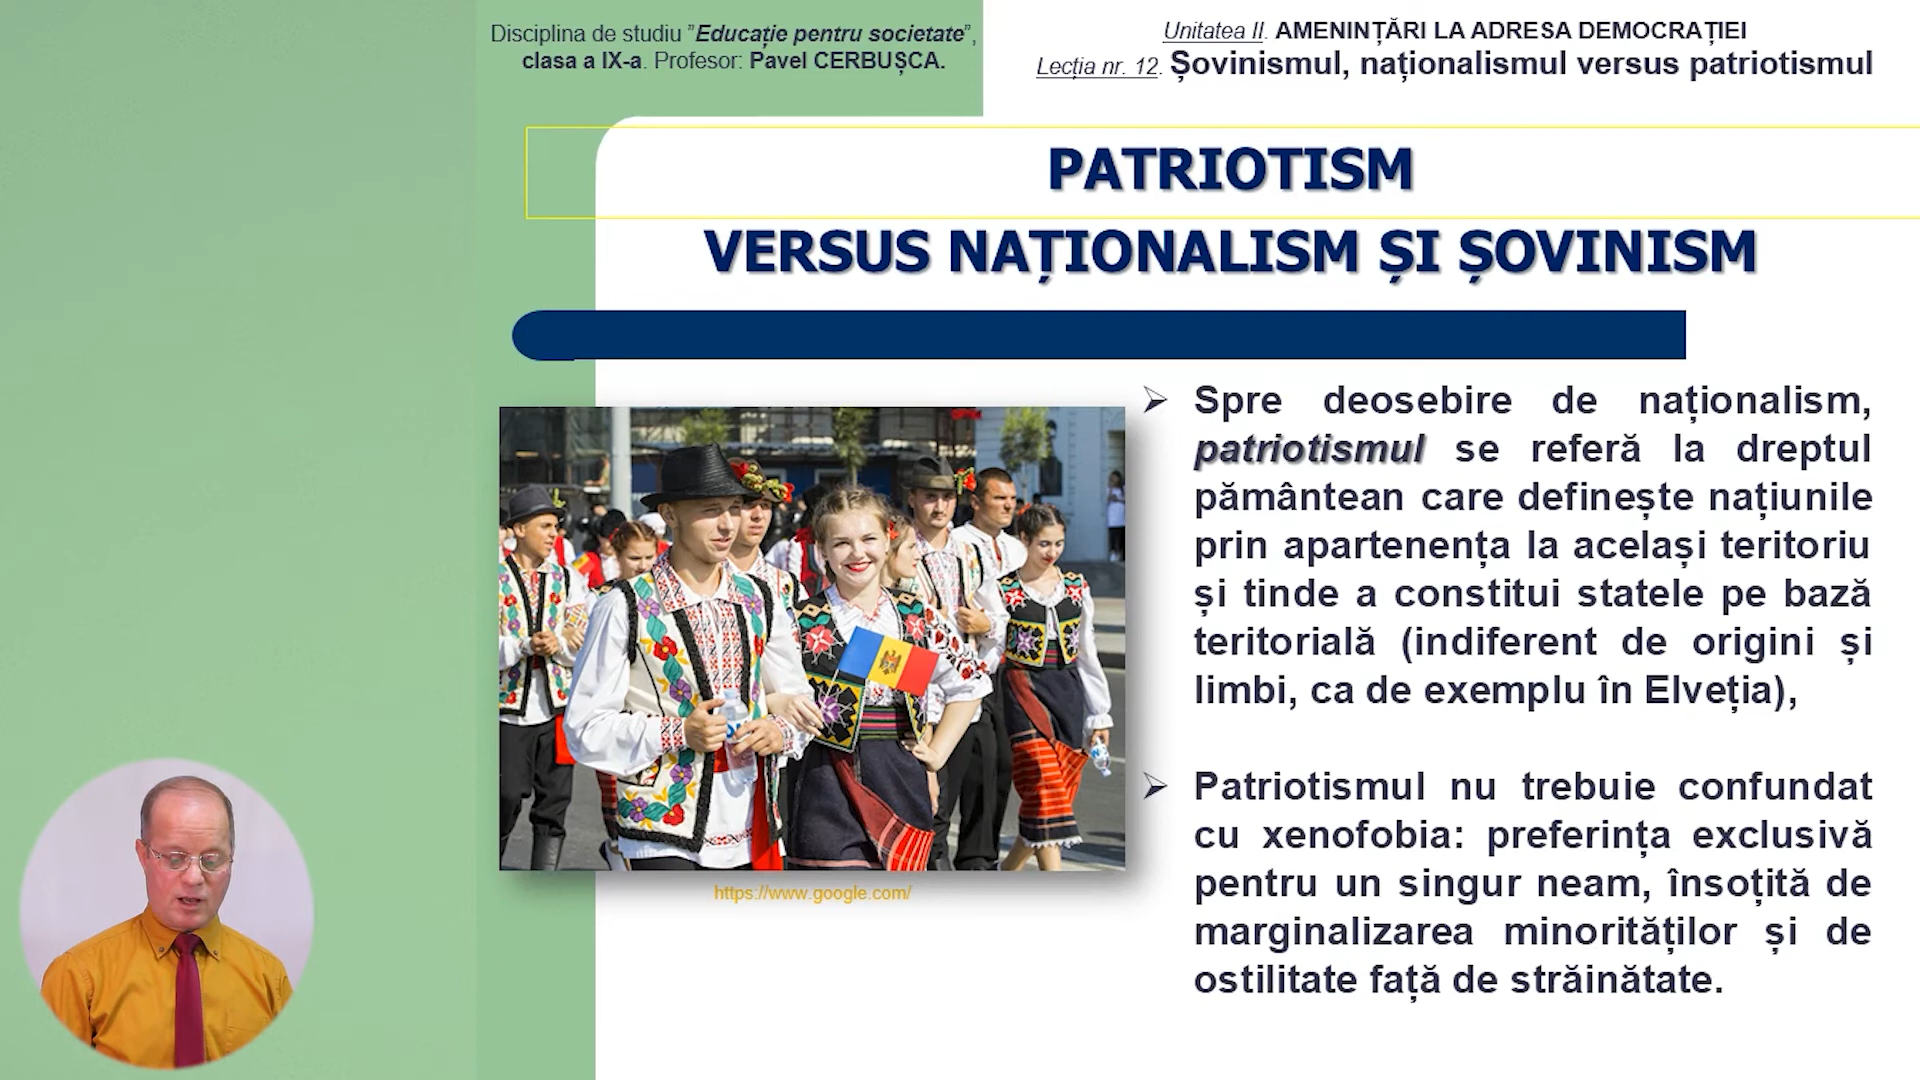 Disciplina de studiu ”Educație pentru societate”,
clasa a IX-a. Profesor: Pavel CERBUȘCA.
Unitatea II. AMENINȚĂRI LA ADRESA DEMOCRAȚIEI
Lecția nr. 12. Șovinismul, naționalismul versus patriotismul
PATRIOTISM
VERSUS NAȚIONALISM ȘI ȘOVINISM
➢ Spre deosebire de naționalism,
patriotismul se referă la dreptul
pământean care definește națiunile
prin apartenența la același teritoriu
și tinde a constitui statele pe bază
teritorială (indiferent de origini și
limbi, ca de exemplu în Elveția),
➢ Patriotismul nu trebuie confundat
cu xenofobia: preferința exclusivă
pentru un singur neam, însoțită de
marginalizarea minorităților și de
ostilitate față de străinătate.
https://www.google.com/